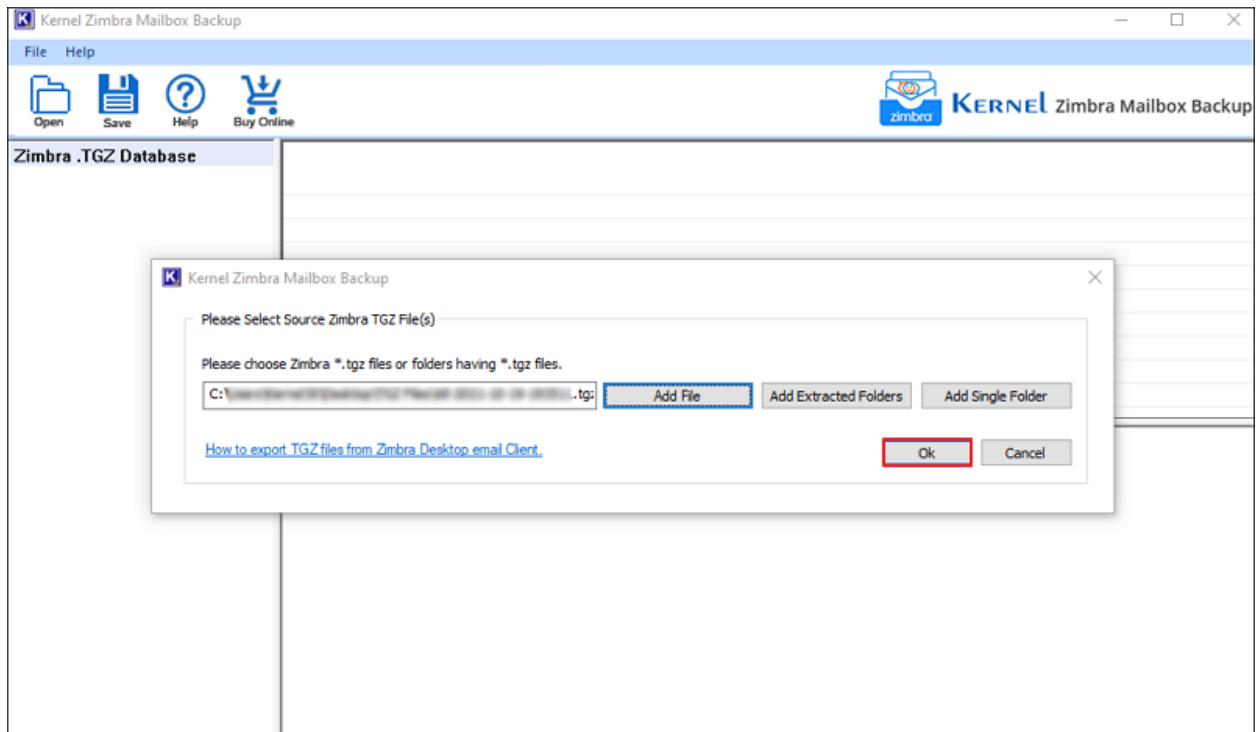 Kernel Zimbra Mailbox Backup
File Help
Open Save Help Buy Online
zimbra KERNEL Zimbra Mailbox Backup
Zimbra .TGZ Database
Kernel Zimbra Mailbox Backup
Please Select Source Zimbra TGZ File(s)
Please choose Zimbra *.tgz files or folders having *.tgz files.
C:\ .tgz Add File Add Extracted Folders Add Single Folder
How to export TGZ files from Zimbra Desktop email Client.
Ok Cancel